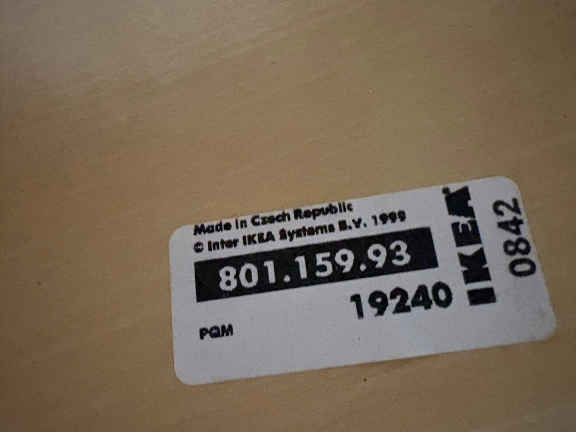 Made in Czech Republic
© Inter IKEA Systems B.V. 1999
801.159.93
19240
PQM
IKEA
0842